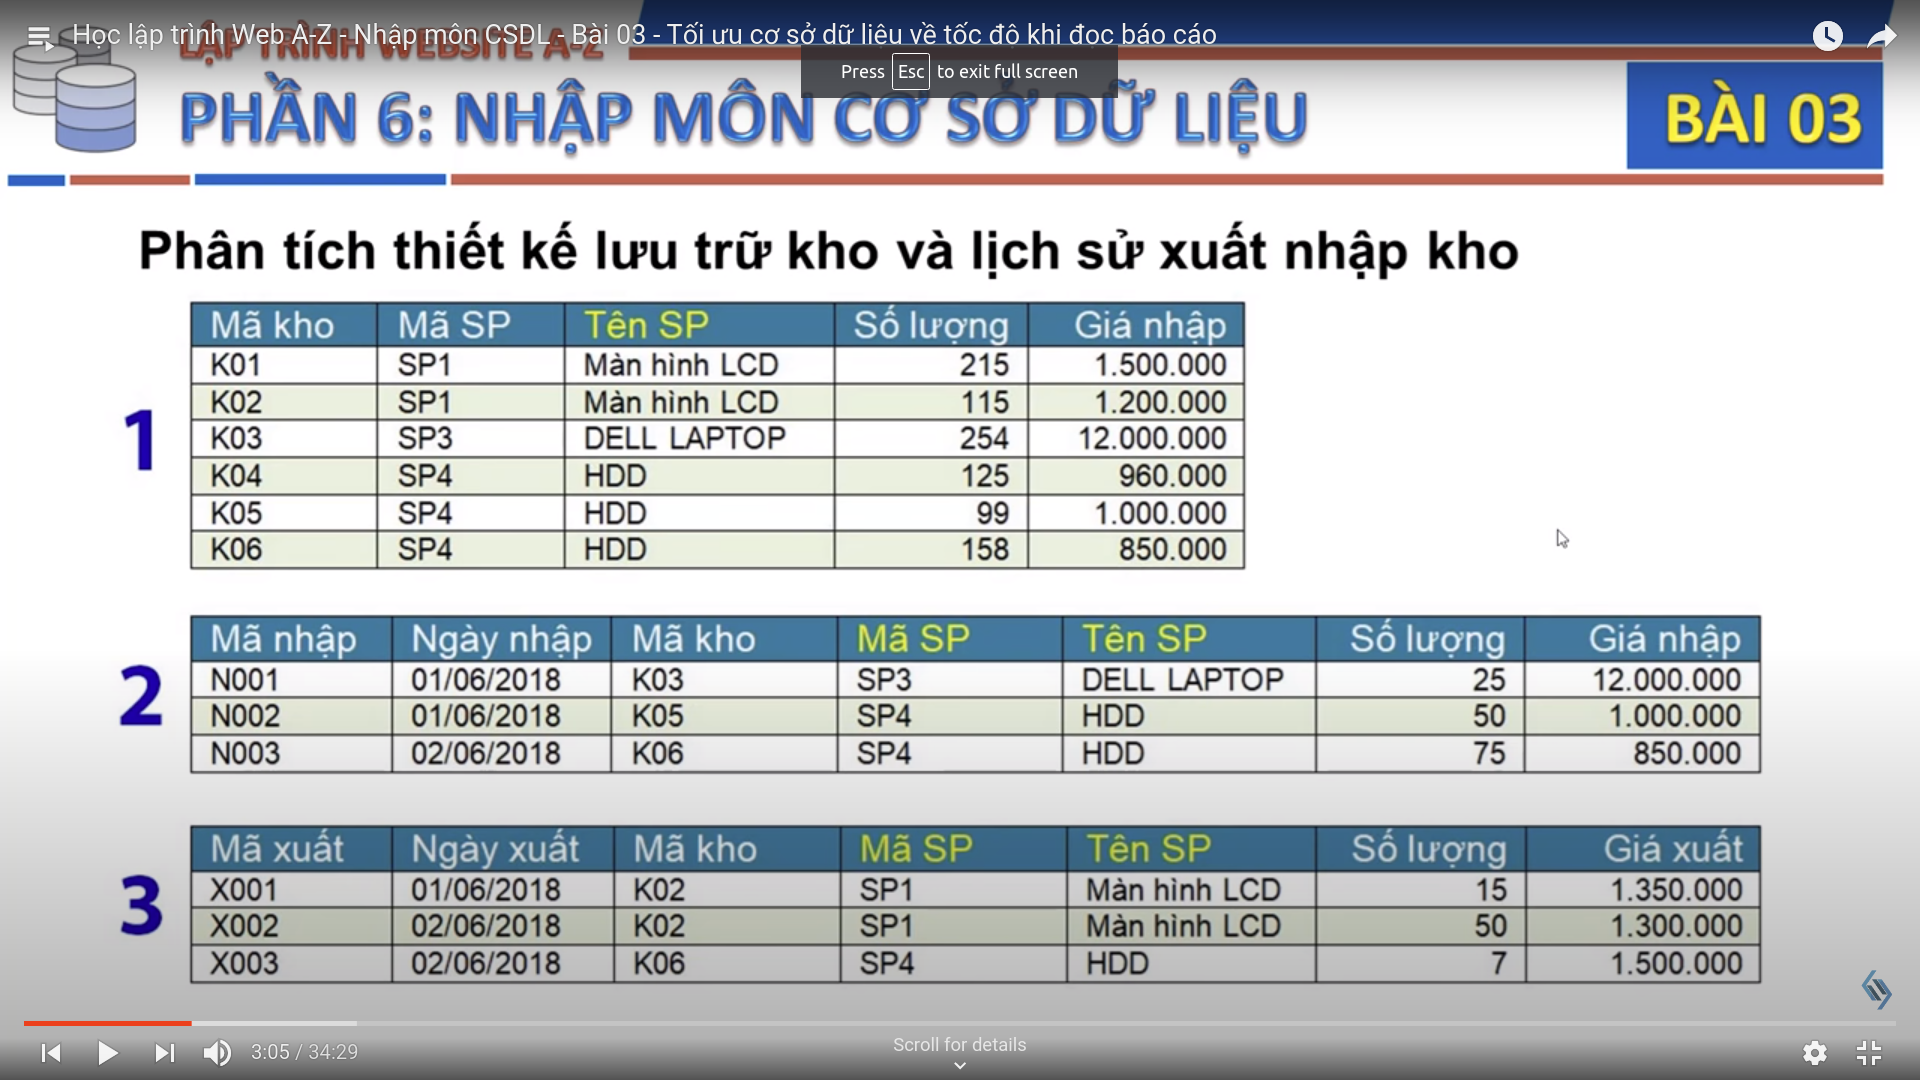 Học lập trình Web A-Z - Nhập môn CSDL - Bài 03 - Tối ưu cơ sở dữ liệu về tốc độ khi đọc báo cáo
LẬP TRÌNH WEBSITE A-Z
Press Esc to exit full screen
PHẦN 6: NHẬP MÔN CƠ SỞ DỮ LIỆU
BÀI 03
Phân tích thiết kế lưu trữ kho và lịch sử xuất nhập kho
1
Mã kho Mã SP Tên SP Số lượng Giá nhập
K01 SP1 Màn hình LCD 215 1.500.000
K02 SP1 Màn hình LCD 115 1.200.000
K03 SP3 DELL LAPTOP 254 12.000.000
K04 SP4 HDD 125 960.000
K05 SP4 HDD 99 1.000.000
K06 SP4 HDD 158 850.000
2
Mã nhập Ngày nhập Mã kho Mã SP Tên SP Số lượng Giá nhập
N001 01/06/2018 K03 SP3 DELL LAPTOP 25 12.000.000
N002 01/06/2018 K05 SP4 HDD 50 1.000.000
N003 02/06/2018 K06 SP4 HDD 75 850.000
3
Mã xuất Ngày xuất Mã kho Mã SP Tên SP Số lượng Giá xuất
X001 01/06/2018 K02 SP1 Màn hình LCD 15 1.350.000
X002 02/06/2018 K02 SP1 Màn hình LCD 50 1.300.000
X003 02/06/2018 K06 SP4 HDD 7 1.500.000
3:05 / 34:29
Scroll for details